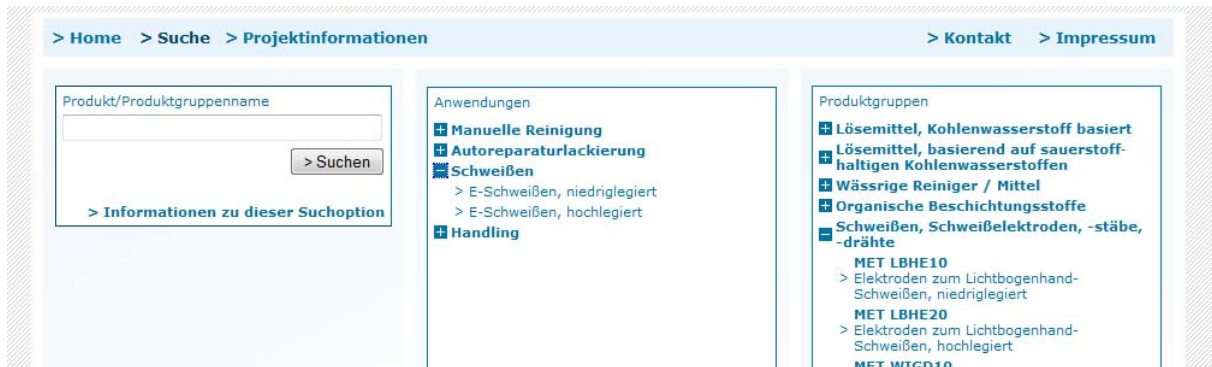 > Home > Suche > Projektinformationen > Kontakt > Impressum
Produkt/Produktgruppenname
> Suchen
> Informationen zu dieser Suchoption
Anwendungen
Manuelle Reinigung
Autoreparaturlackierung
Schweißen
> E-Schweißen, niedriglegiert
> E-Schweißen, hochlegiert
Handling
Produktgruppen
Lösemittel, Kohlenwasserstoff basiert
Lösemittel, basierend auf sauerstoff-
haltigen Kohlenwasserstoffen
Wässrige Reiniger / Mittel
Organische Beschichtungsstoffe
Schweißen, Schweißelektroden, -stäbe,
-drähte
MET LBHE10
> Elektroden zum Lichtbogenhand-
Schweißen, niedriglegiert
MET LBHE20
> Elektroden zum Lichtbogenhand-
Schweißen, hochlegiert
MET WIGD10